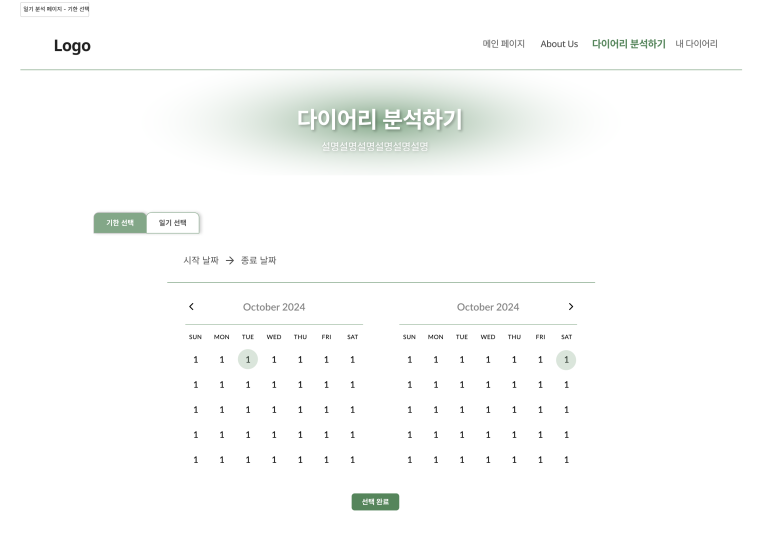 일기 분석 페이지 - 기한 선택
Logo
메인 페이지 About Us 다이어리 분석하기 내 다이어리
다이어리 분석하기
설명설명설명설명설명설명
기한 선택 일기 선택
시작 날짜 → 종료 날짜
October 2024 October 2024
SUN MON TUE WED THU FRI SAT SUN MON TUE WED THU FRI SAT
1 1 1 1 1 1 1 1 1 1 1 1 1 1
1 1 1 1 1 1 1 1 1 1 1 1 1 1
1 1 1 1 1 1 1 1 1 1 1 1 1 1
1 1 1 1 1 1 1 1 1 1 1 1 1 1
1 1 1 1 1 1 1 1 1 1 1 1 1 1
선택 완료